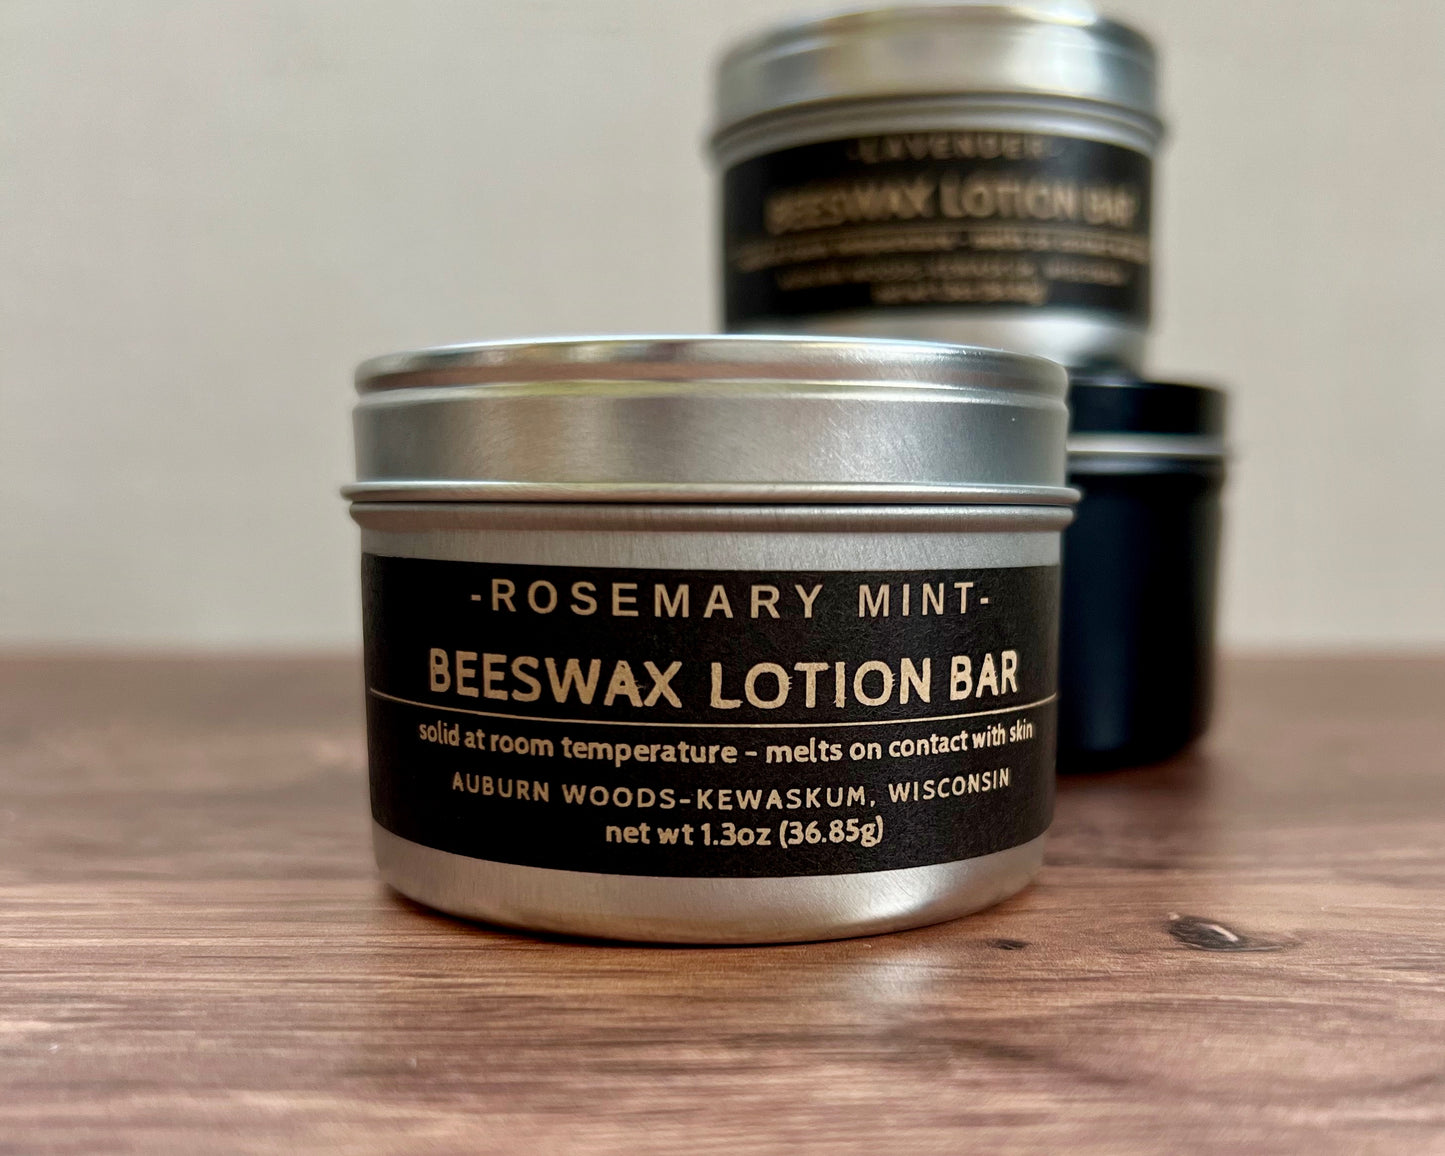 -ROSEMARY MINT-
BEESWAX LOTION BAR
solid at room temperature - melts on contact with skin
AUBURN WOODS-KEWASKUM, WISCONSIN
net wt 1.3oz (36.85g)
-LAVENDER-
BEESWAX LOTION BAR